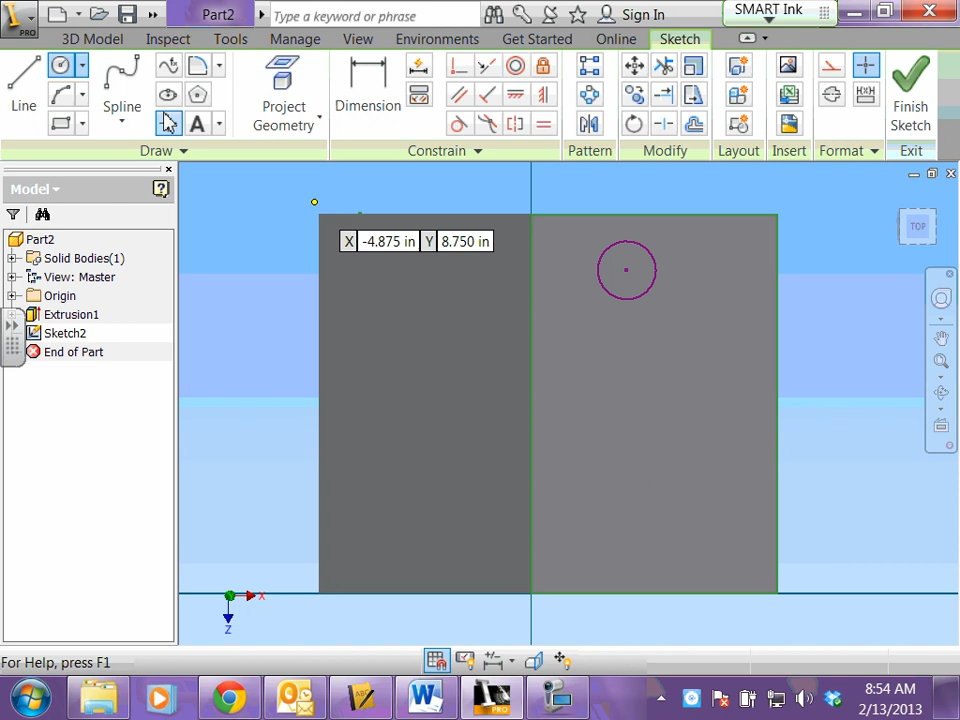 PRO
Part2
Type a keyword or phrase
Sign In
SMART Ink
3D Model
Inspect
Tools
Manage
View
Environments
Get Started
Online
Sketch
Line
Spline
A
Project
Geometry
Dimension
Finish
Sketch
Draw
Constrain
Pattern
Modify
Layout
Insert
Format
Exit
Model
Part2
Solid Bodies(1)
View: Master
Origin
Extrusion1
Sketch2
End of Part
X -4.875 in Y 8.750 in
TOP
X
Z
For Help, press F1
PRO
8:54 AM
2/13/2013